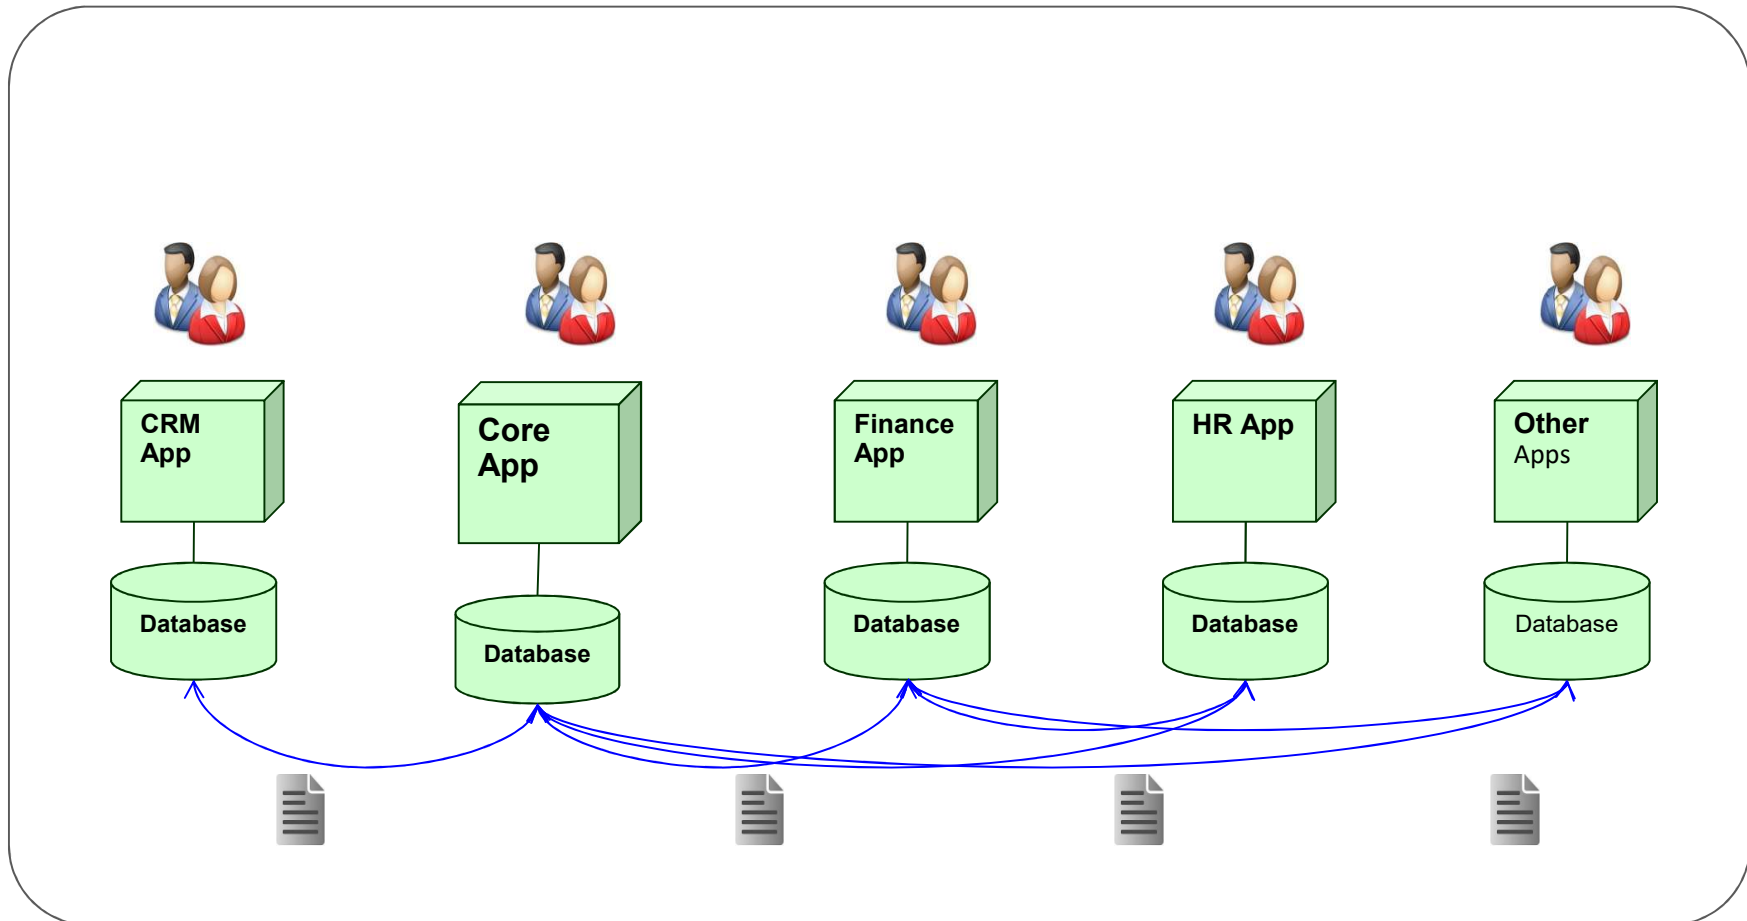 CRM
App
Core
App
Finance
App
HR App
Other
Apps
Database
Database
Database
Database
Database